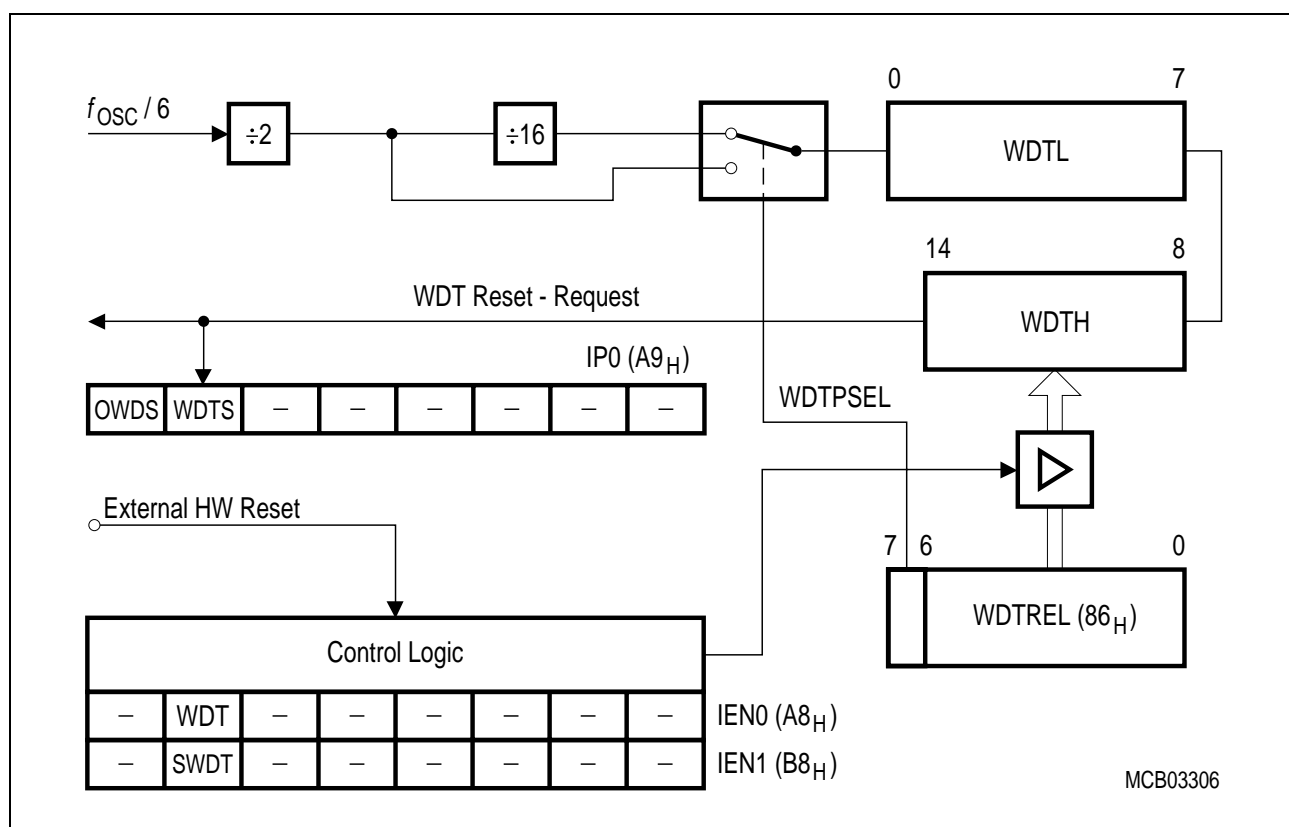 0 7
fOSC / 6
÷2
÷16
WDTL
14 8
WDT Reset - Request
WDTH
IP0 (A9H)
OWDS WDTS – – – – – –
WDTPSEL
External HW Reset
7 6 0
WDTREL (86H)
Control Logic
– WDT – – – – – – IEN0 (A8H)
– SWDT – – – – – – IEN1 (B8H)
MCB03306